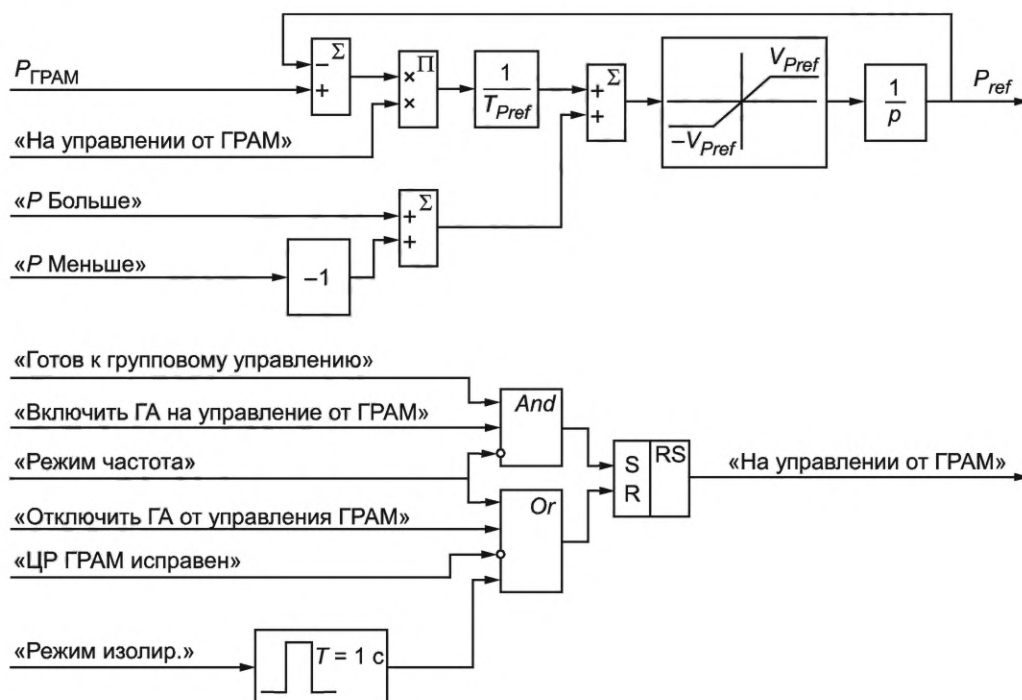 P_ГРАМ
− Σ
+
× П
×
1
T_Pref
+ Σ
+
V_Pref
−V_Pref
1
p
P_ref
«На управлении от ГРАМ»
«P Больше»
+ Σ
+
«P Меньше»
−1
«Готов к групповому управлению»
«Включить ГА на управление от ГРАМ»
And
«Режим частота»
S RS
R
«На управлении от ГРАМ»
Or
«Отключить ГА от управления ГРАМ»
«ЦР ГРАМ исправен»
«Режим изолир.»
T = 1 с